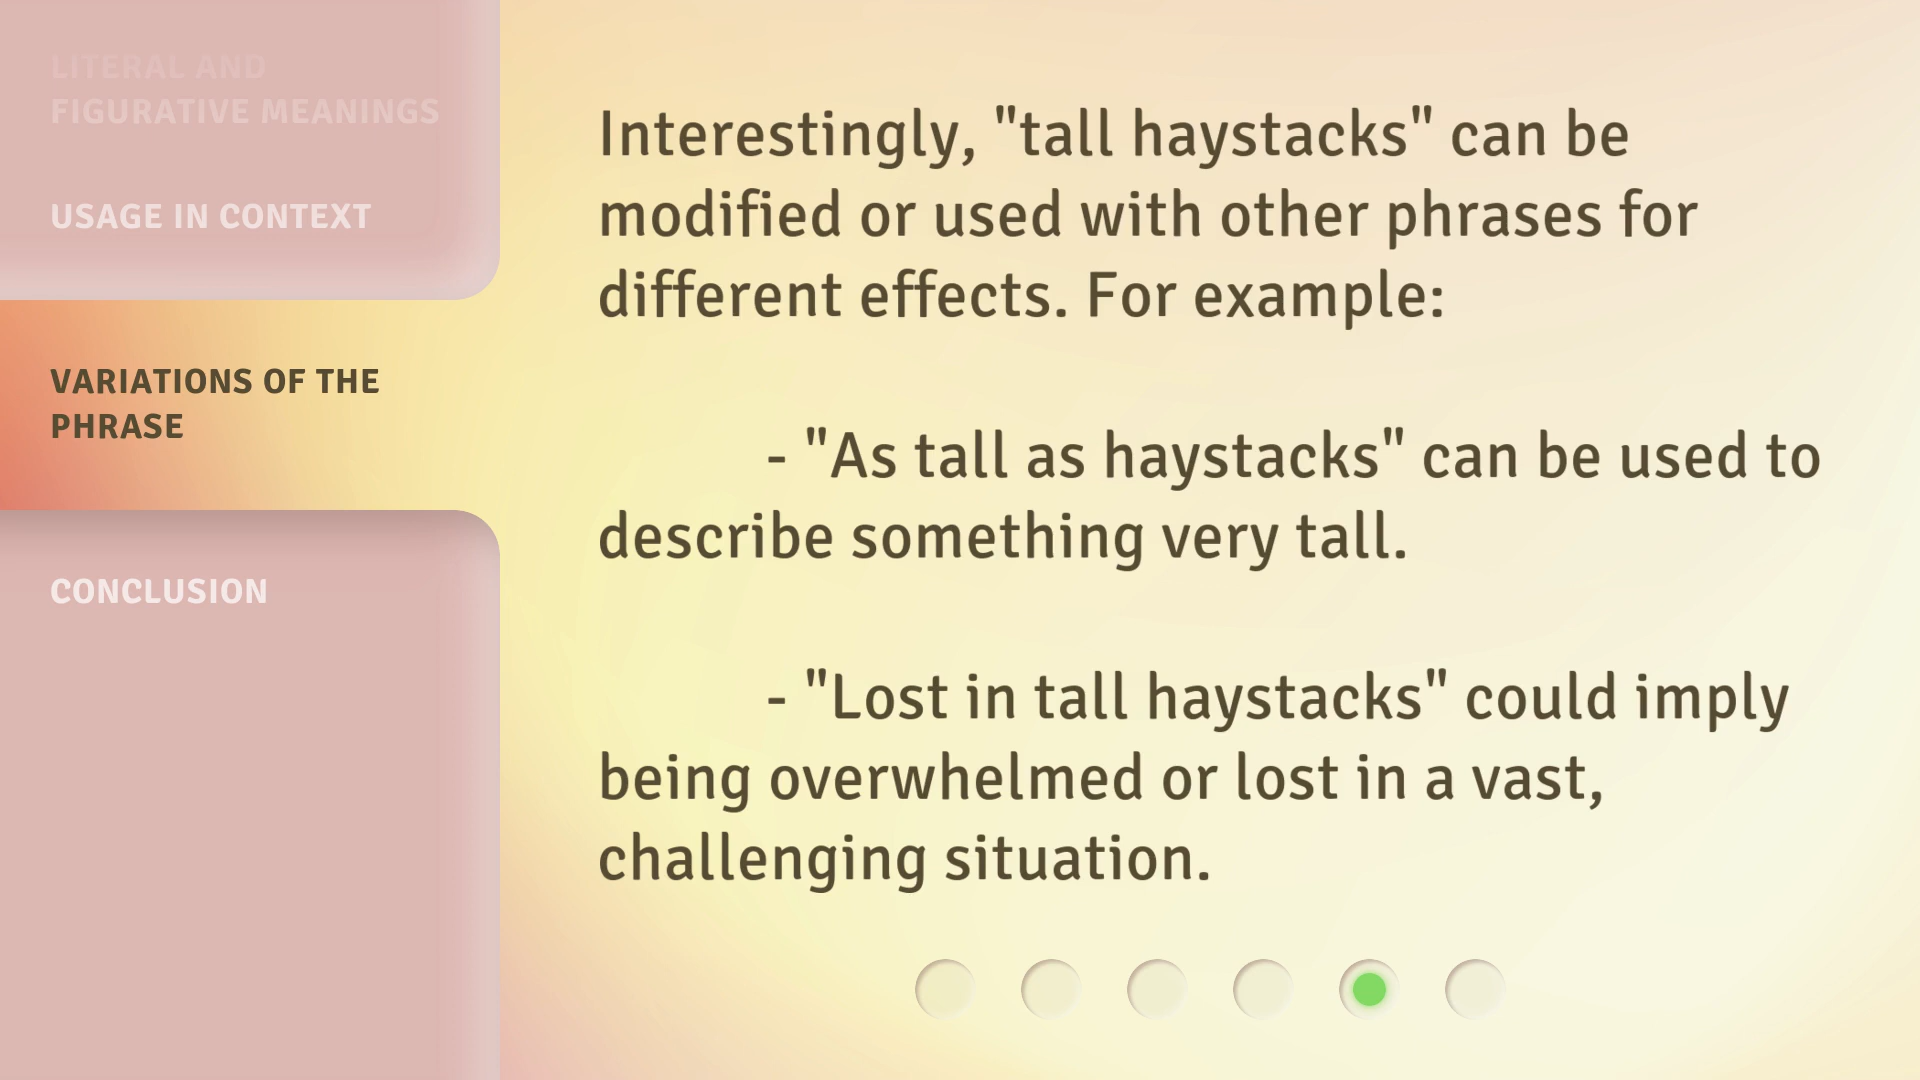 LITERAL AND
FIGURATIVE MEANINGS
USAGE IN CONTEXT
VARIATIONS OF THE
PHRASE
CONCLUSION
Interestingly, "tall haystacks" can be
modified or used with other phrases for
different effects. For example:
- "As tall as haystacks" can be used to
describe something very tall.
- "Lost in tall haystacks" could imply
being overwhelmed or lost in a vast,
challenging situation.